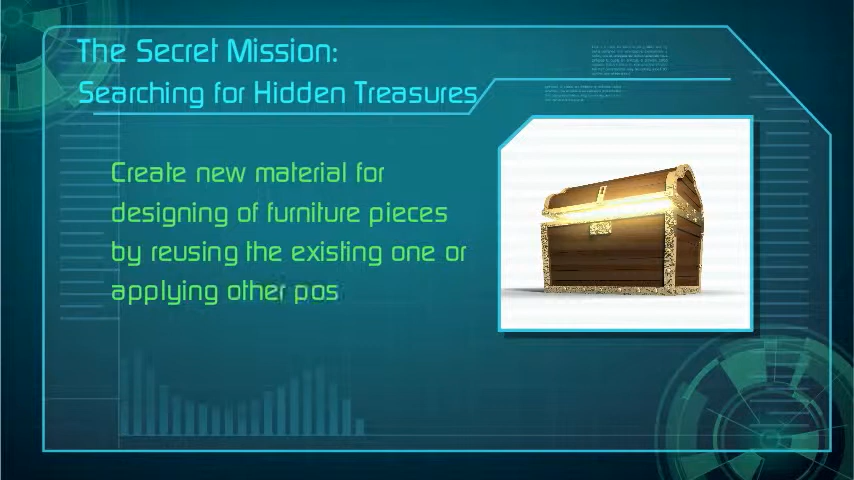 The Secret Mission:
Searching for Hidden Treasures
Create new material for
designing of furniture pieces
by reusing the existing one or
applying other pos